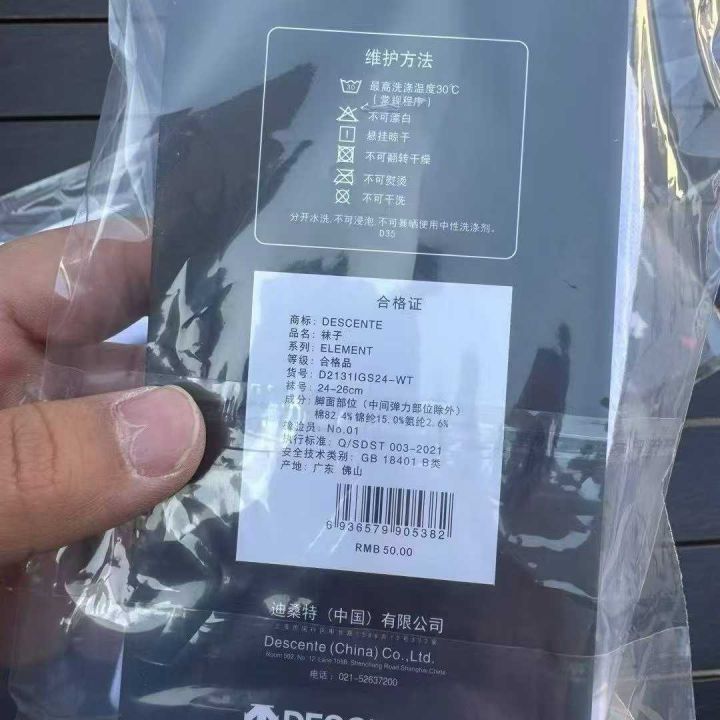 维护方法
30
最高洗涤温度30℃
(常规程序)
不可漂白
悬挂晾干
不可翻转干燥
不可熨烫
不可干洗
分开水洗,不可浸泡,不可暴晒使用中性洗涤剂。
D35
合格证
商标: DESCENTE
品名: 袜子
系列: ELEMENT
等级: 合格品
货号: D2131IGS24-WT
袜号: 24-26cm
成分: 脚面部位(中间弹力部位除外)
棉82.4%锦纶15.0%氨纶2.6%
检验员: No.01
执行标准: Q/SDST 003-2021
安全技术类别: GB 18401 B类
产地: 广东 佛山
6 936579 905382
RMB 50.00
迪桑特(中国)有限公司
Descente (China) Co., Ltd.
Shanghai China
电话: 021-52637200